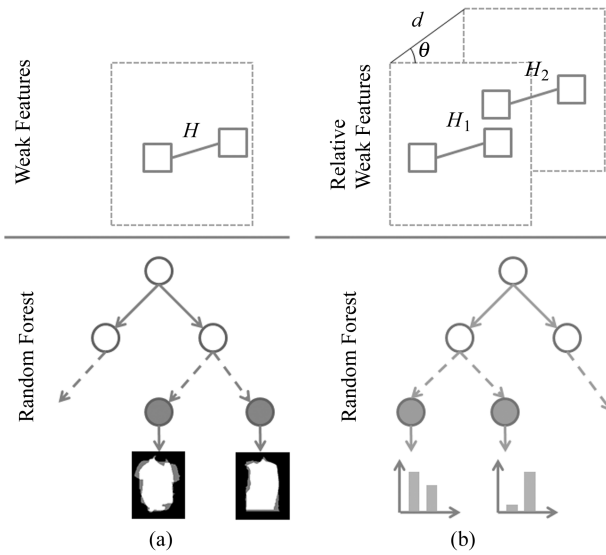 Weak Features
H
Relative
Weak Features
d
θ
H2
H1
Random Forest
Random Forest
(a)
(b)